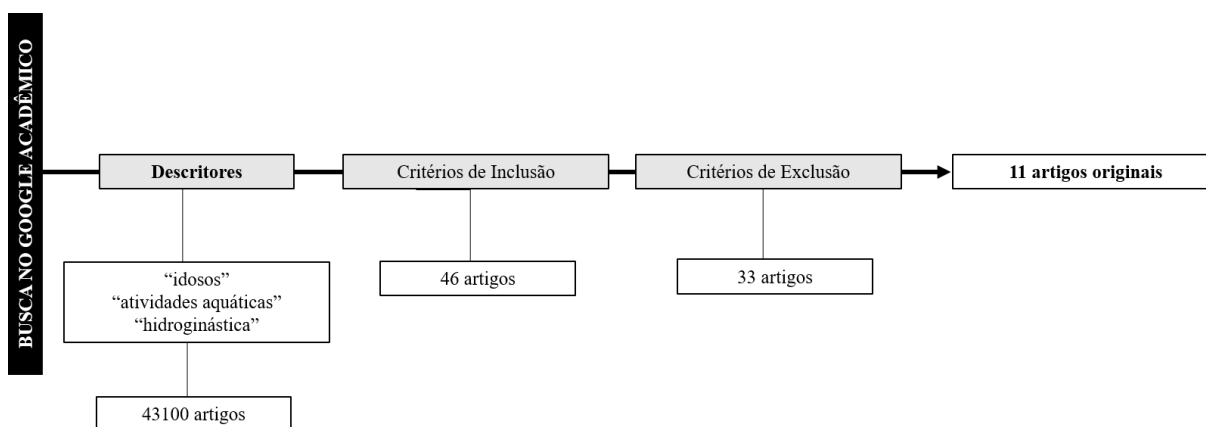 BUSCA NO GOOGLE ACADÊMICO
Descritores
Critérios de Inclusão
Critérios de Exclusão
11 artigos originais
“idosos”
“atividades aquáticas”
“hidroginástica”
46 artigos
33 artigos
43100 artigos